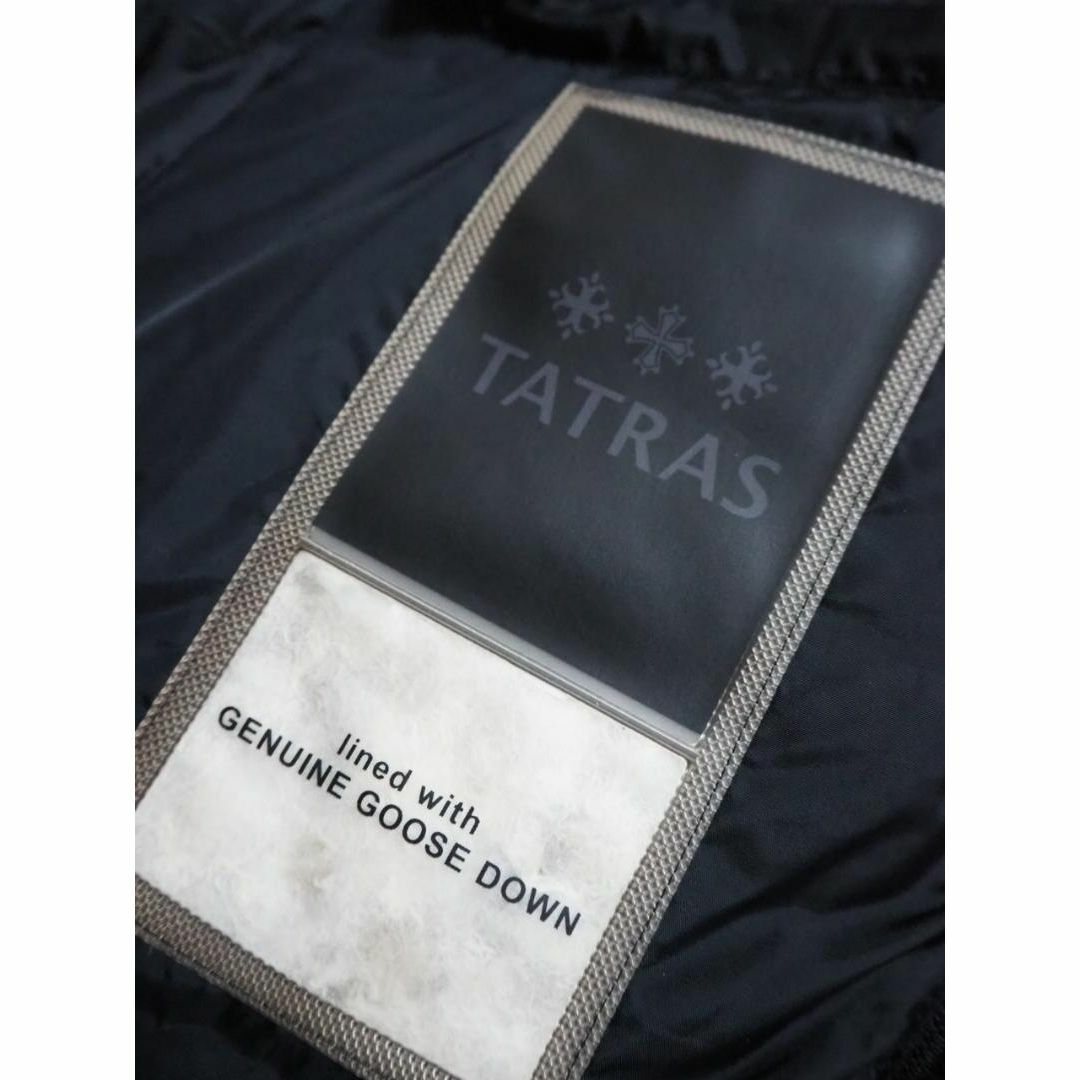 TATRAS
lined with
GENUINE GOOSE DOWN